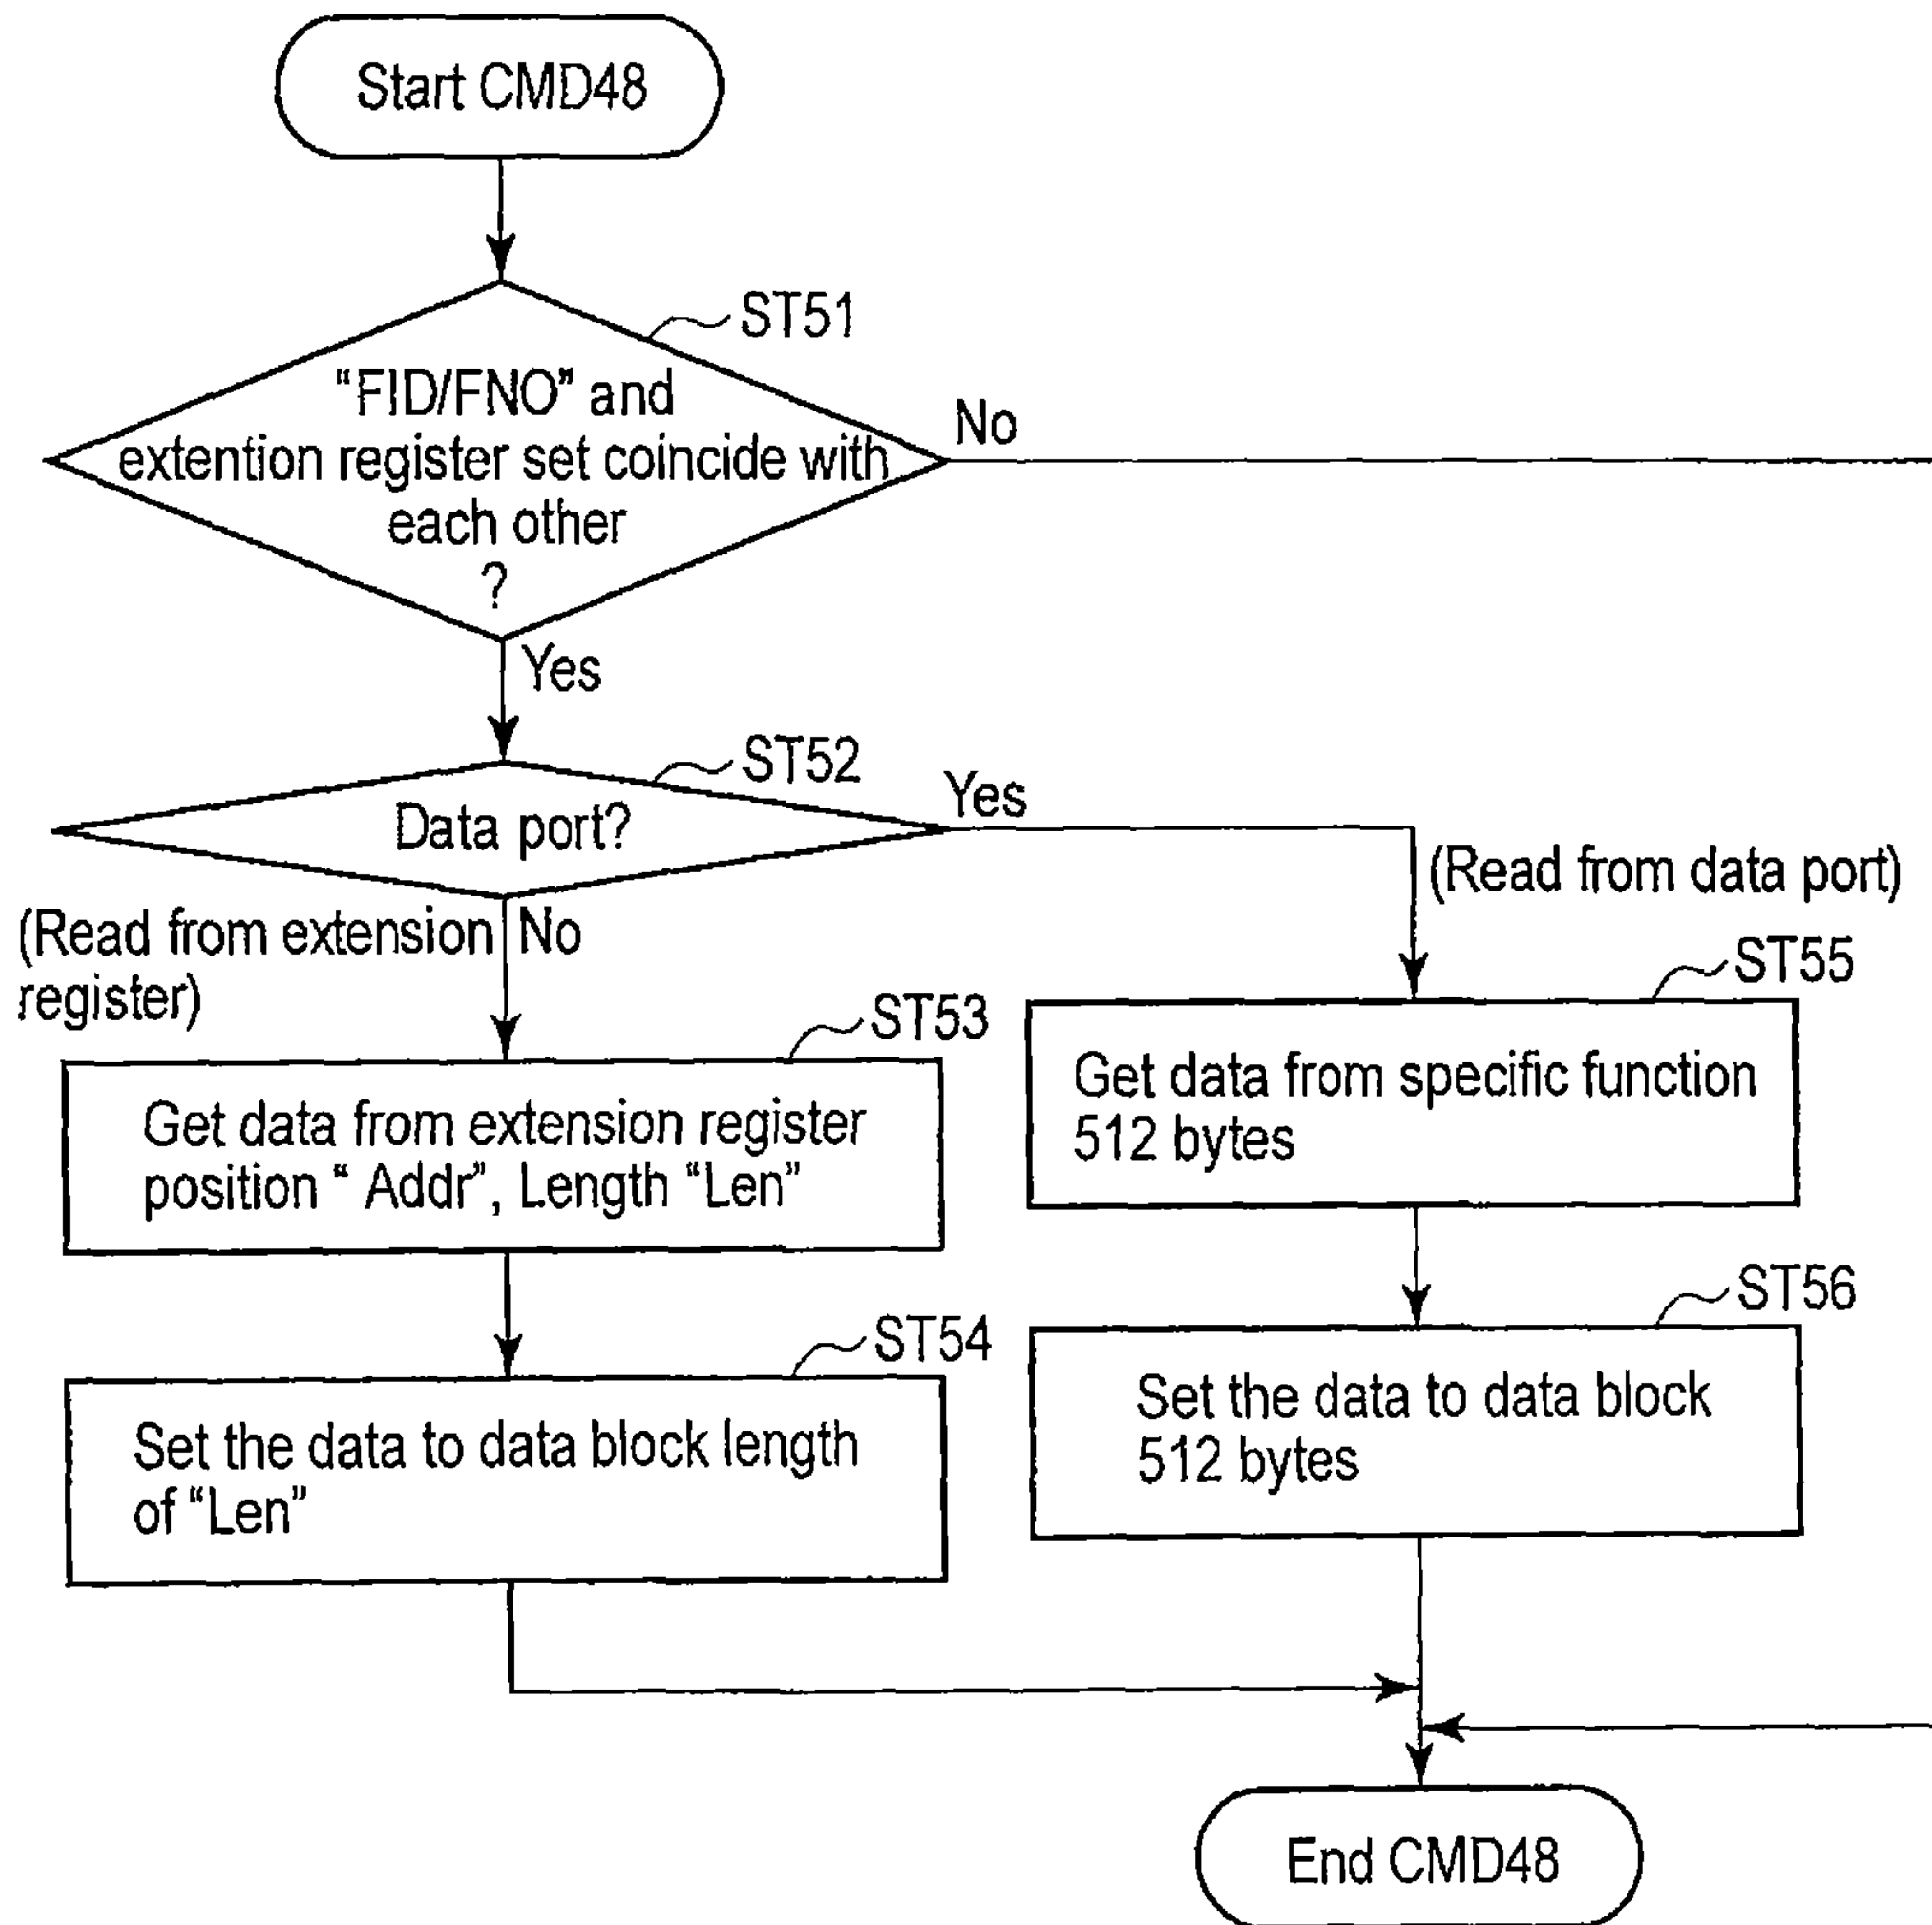 Start CMD48
ST51
“FID/FNO” and
extention register set coincide with
each other
?
No
Yes
ST52
Data port?
Yes
(Read from data port)
(Read from extension
register)
No
ST53
Get data from extension register
position “ Addr”, Length “Len”
ST55
Get data from specific function
512 bytes
ST54
Set the data to data block length
of “Len”
ST56
Set the data to data block
512 bytes
End CMD48